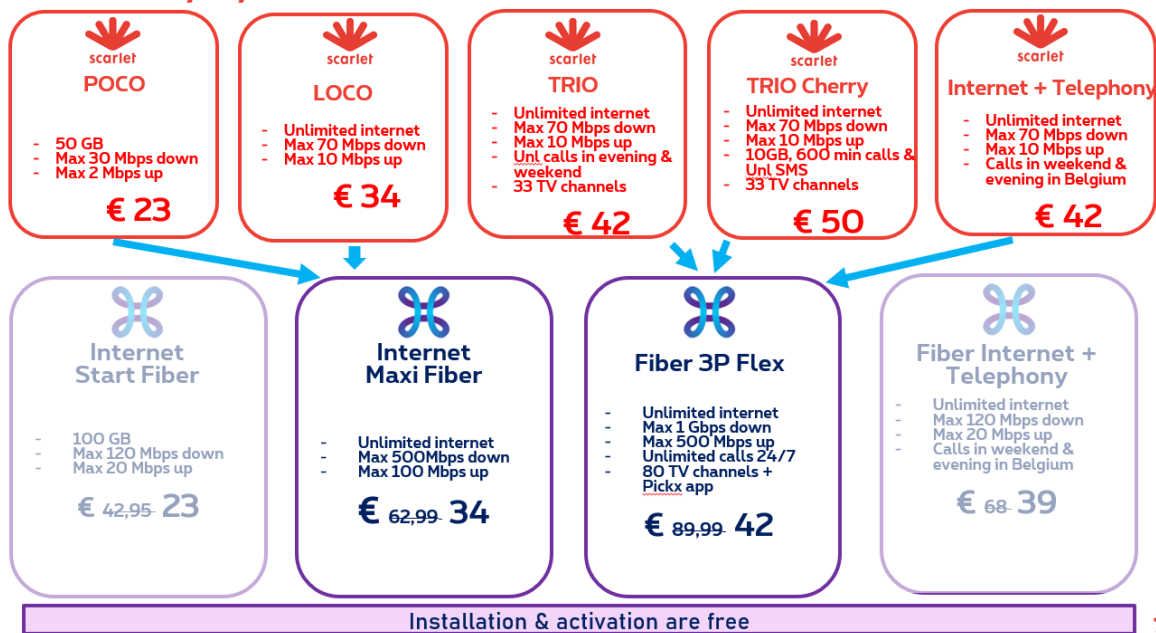 scarlet
POCO
- 50 GB
- Max 30 Mbps down
- Max 2 Mbps up
€ 23
scarlet
LOCO
- Unlimited internet
- Max 70 Mbps down
- Max 10 Mbps up
€ 34
scarlet
TRIO
- Unlimited internet
- Max 70 Mbps down
- Max 10 Mbps up
- Unl calls in evening &
weekend
- 33 TV channels
€ 42
scarlet
TRIO Cherry
- Unlimited internet
- Max 70 Mbps down
- Max 10 Mbps up
- 10GB, 600 min calls &
Unl SMS
- 33 TV channels
€ 50
scarlet
Internet + Telephony
- Unlimited internet
- Max 70 Mbps down
- Max 10 Mbps up
- Calls in weekend &
evening in Belgium
€ 42
Internet
Start Fiber
- 100 GB
- Max 120 Mbps down
- Max 20 Mbps up
€ 42,95 23
Internet
Maxi Fiber
- Unlimited internet
- Max 500Mbps down
- Max 100 Mbps up
€ 62,99 34
Fiber 3P Flex
- Unlimited internet
- Max 1 Gbps down
- Max 500 Mbps up
- Unlimited calls 24/7
- 80 TV channels +
Pickx app
€ 89,99 42
Fiber Internet +
Telephony
- Unlimited internet
- Max 120 Mbps down
- Max 20 Mbps up
- Calls in weekend &
evening in Belgium
€ 68 39
Installation & activation are free